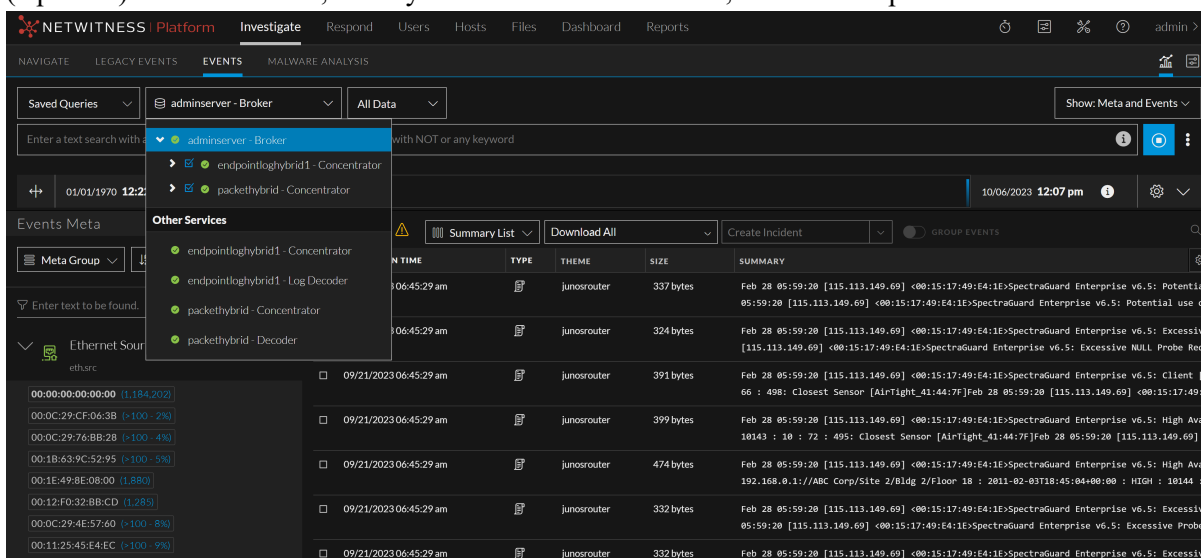 NETWITNESS Platform Investigate Respond Users Hosts Files Dashboard Reports admin >
NAVIGATE LEGACY EVENTS EVENTS MALWARE ANALYSIS
Saved Queries adminserver - Broker All Data Show: Meta and Events
Enter a text search with a with NOT or any keyword
adminserver - Broker
endpointloghybrid1 - Concentrator
packethybrid - Concentrator
01/01/1970 12:2 10/06/2023 12:07 pm
Events Meta
Other Services
endpointloghybrid1 - Concentrator
endpointloghybrid1 - Log Decoder
packethybrid - Concentrator
packethybrid - Decoder
Summary List Download All Create Incident GROUP EVENTS
Meta Group
N TIME TYPE THEME SIZE SUMMARY
Enter text to be found.
Ethernet Sour
eth.src
00:00:00:00:00:00 (1,184,202)
00:0C:29:CF:06:3B (>100 - 2%)
00:0C:29:76:BB:28 (>100 - 4%)
00:1B:63:9C:52:95 (>100 - 5%)
00:1E:49:8E:08:00 (1,880)
00:12:F0:32:BB:CD (1,285)
00:0C:29:4E:57:60 (>100 - 8%)
00:11:25:45:E4:EC (>100 - 9%)
06:45:29 am junosrouter 337 bytes Feb 28 05:59:20 [115.113.149.69] <00:15:17:49:E4:1E>SpectraGuard Enterprise v6.5: Potentia
05:59:20 [115.113.149.69] <00:15:17:49:E4:1E>SpectraGuard Enterprise v6.5: Potential use o
06:45:29 am junosrouter 324 bytes Feb 28 05:59:20 [115.113.149.69] <00:15:17:49:E4:1E>SpectraGuard Enterprise v6.5: Excessiv
[115.113.149.69] <00:15:17:49:E4:1E>SpectraGuard Enterprise v6.5: Excessive NULL Probe Rec
09/21/2023 06:45:29 am junosrouter 391 bytes Feb 28 05:59:20 [115.113.149.69] <00:15:17:49:E4:1E>SpectraGuard Enterprise v6.5: Client [
66 : 498: Closest Sensor [AirTight_41:44:7F]Feb 28 05:59:20 [115.113.149.69] <00:15:17:49:
09/21/2023 06:45:29 am junosrouter 399 bytes Feb 28 05:59:20 [115.113.149.69] <00:15:17:49:E4:1E>SpectraGuard Enterprise v6.5: High Ava
10143 : 10 : 72 : 495: Closest Sensor [AirTight_41:44:7F]Feb 28 05:59:20 [115.113.149.69]
09/21/2023 06:45:29 am junosrouter 474 bytes Feb 28 05:59:20 [115.113.149.69] <00:15:17:49:E4:1E>SpectraGuard Enterprise v6.5: High Ava
192.168.0.1://ABC Corp/Site 2/Bldg 2/Floor 18 : 2011-02-03T18:45:04+00:00 : HIGH : 10144 :
09/21/2023 06:45:29 am junosrouter 332 bytes Feb 28 05:59:20 [115.113.149.69] <00:15:17:49:E4:1E>SpectraGuard Enterprise v6.5: Excessiv
05:59:20 [115.113.149.69] <00:15:17:49:E4:1E>SpectraGuard Enterprise v6.5: Excessive Probe
09/21/2023 06:45:29 am junosrouter 332 bytes Feb 28 05:59:20 [115.113.149.69] <00:15:17:49:E4:1E>SpectraGuard Enterprise v6.5: Excessiv